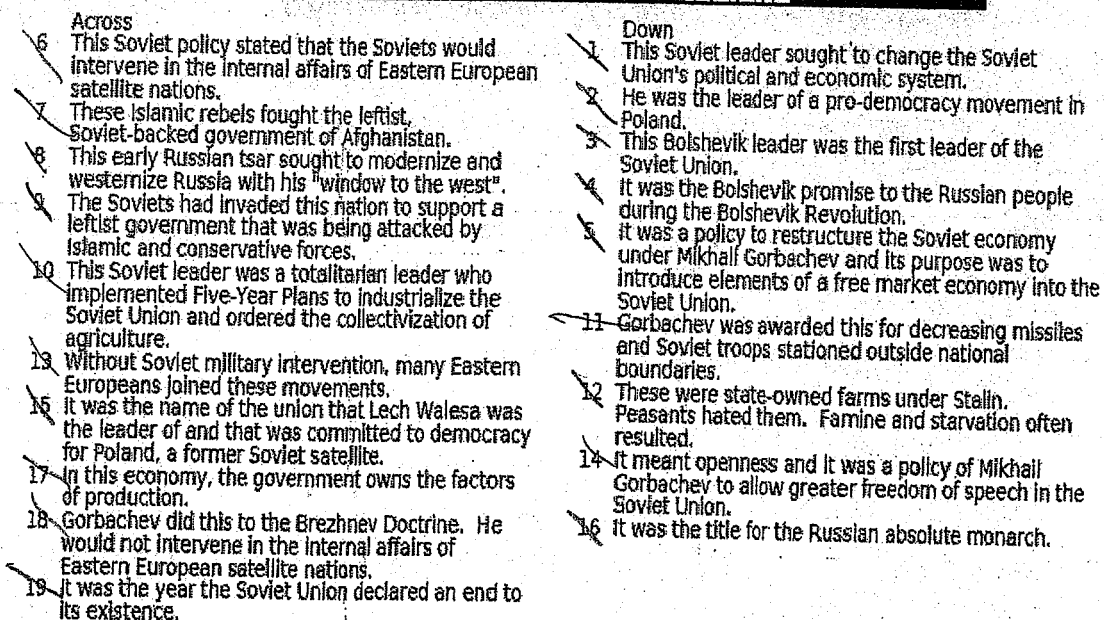 Across
6 This Soviet policy stated that the Soviets would
intervene in the internal affairs of Eastern European
satellite nations.
7 These Islamic rebels fought the leftist,
Soviet-backed government of Afghanistan.
8 This early Russian tsar sought to modernize and
westernize Russia with his "window to the west".
9 The Soviets had invaded this nation to support a
leftist government that was being attacked by
Islamic and conservative forces.
10 This Soviet leader was a totalitarian leader who
implemented Five-Year Plans to industrialize the
Soviet Union and ordered the collectivization of
agriculture.
13 Without Soviet military intervention, many Eastern
Europeans joined these movements.
15 It was the name of the union that Lech Walesa was
the leader of and that was committed to democracy
for Poland, a former Soviet satellite.
17 In this economy, the government owns the factors
of production.
18 Gorbachev did this to the Brezhnev Doctrine. He
would not intervene in the internal affairs of
Eastern European satellite nations.
19 It was the year the Soviet Union declared an end to
its existence.
Down
1 This Soviet leader sought to change the Soviet
Union's political and economic system.
2 He was the leader of a pro-democracy movement in
Poland.
3 This Bolshevik leader was the first leader of the
Soviet Union.
4 It was the Bolshevik promise to the Russian people
during the Bolshevik Revolution.
5 It was a policy to restructure the Soviet economy
under Mikhail Gorbachev and its purpose was to
introduce elements of a free market economy into the
Soviet Union.
11 Gorbachev was awarded this for decreasing missiles
and Soviet troops stationed outside national
boundaries.
12 These were state-owned farms under Stalin.
Peasants hated them. Famine and starvation often
resulted.
14 It meant openness and it was a policy of Mikhail
Gorbachev to allow greater freedom of speech in the
Soviet Union.
16 It was the title for the Russian absolute monarch.